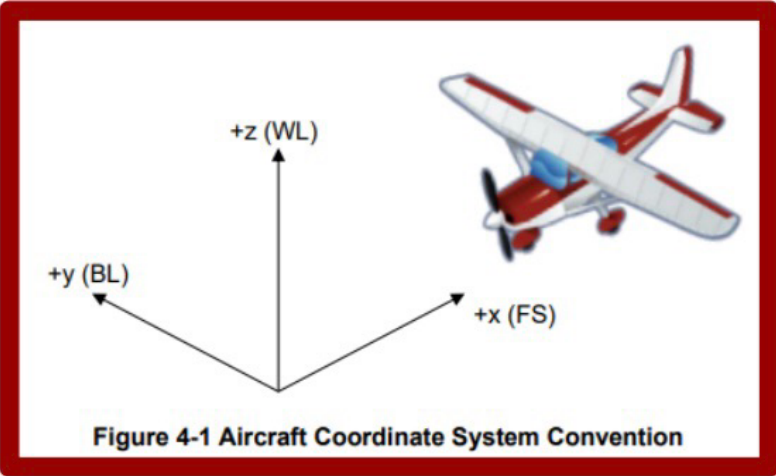 +z (WL)
+y (BL)
+x (FS)
Figure 4-1 Aircraft Coordinate System Convention